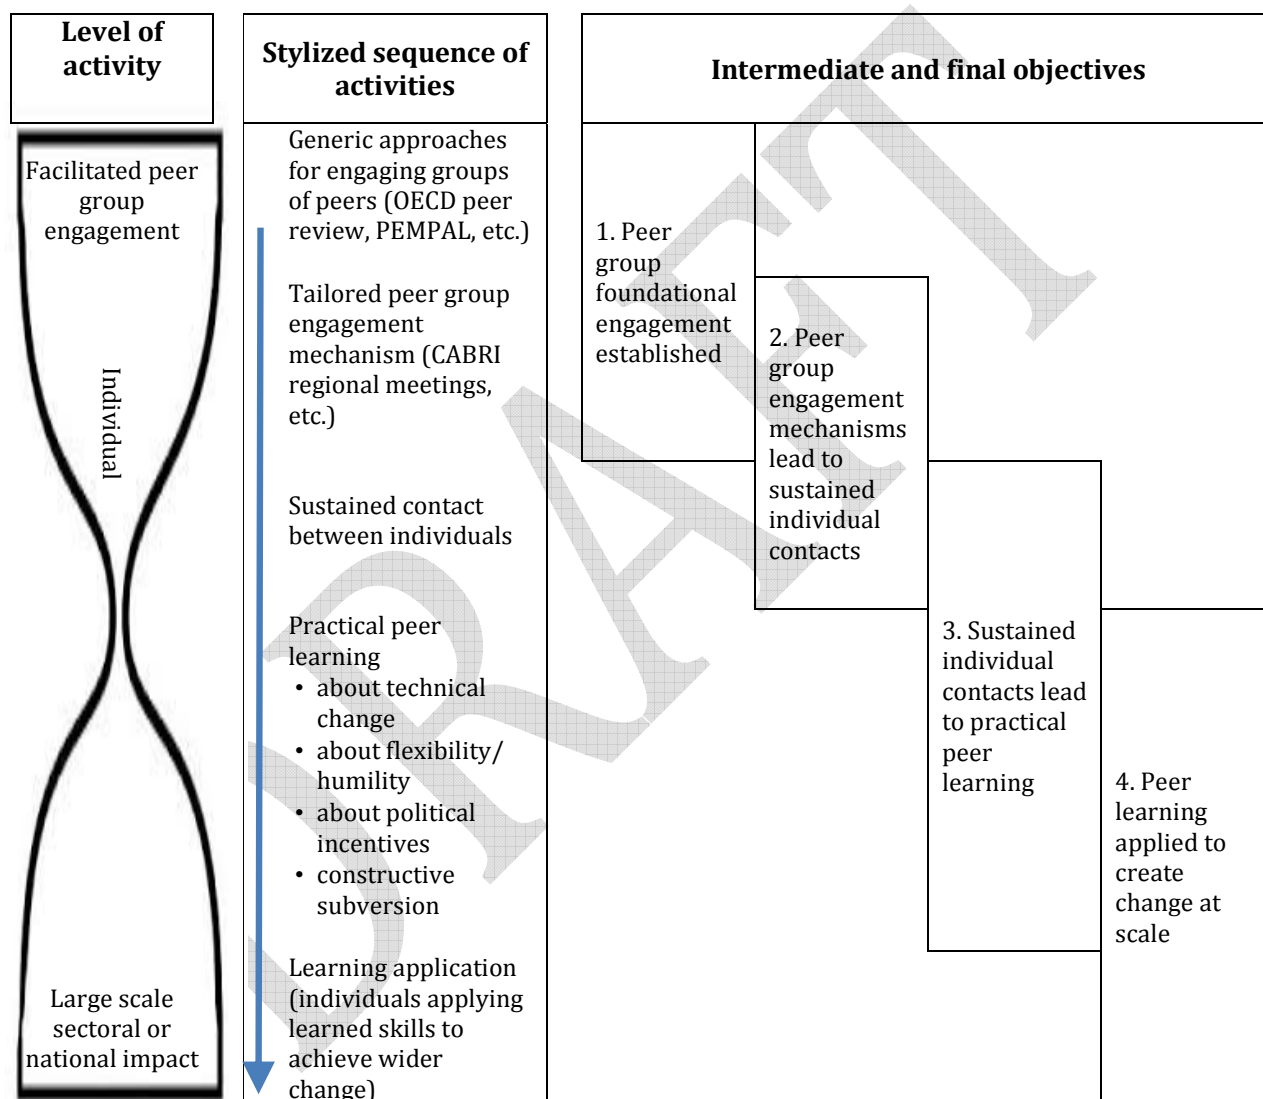 Level of
activity
Stylized sequence of
activities
Intermediate and final objectives
Facilitated peer
group
engagement
Individual
Large scale
sectoral or
national impact
Generic approaches
for engaging groups
of peers (OECD peer
review, PEMPAL, etc.)
Tailored peer group
engagement
mechanism (CABRI
regional meetings,
etc.)
Sustained contact
between individuals
Practical peer
learning
• about technical
change
• about flexibility/
humility
• about political
incentives
• constructive
subversion
Learning application
(individuals applying
learned skills to
achieve wider
change)
1. Peer
group
foundational
engagement
established
2. Peer
group
engagement
mechanisms
lead to
sustained
individual
contacts
3. Sustained
individual
contacts lead
to practical
peer
learning
4. Peer
learning
applied to
create
change at
scale
DRAFT